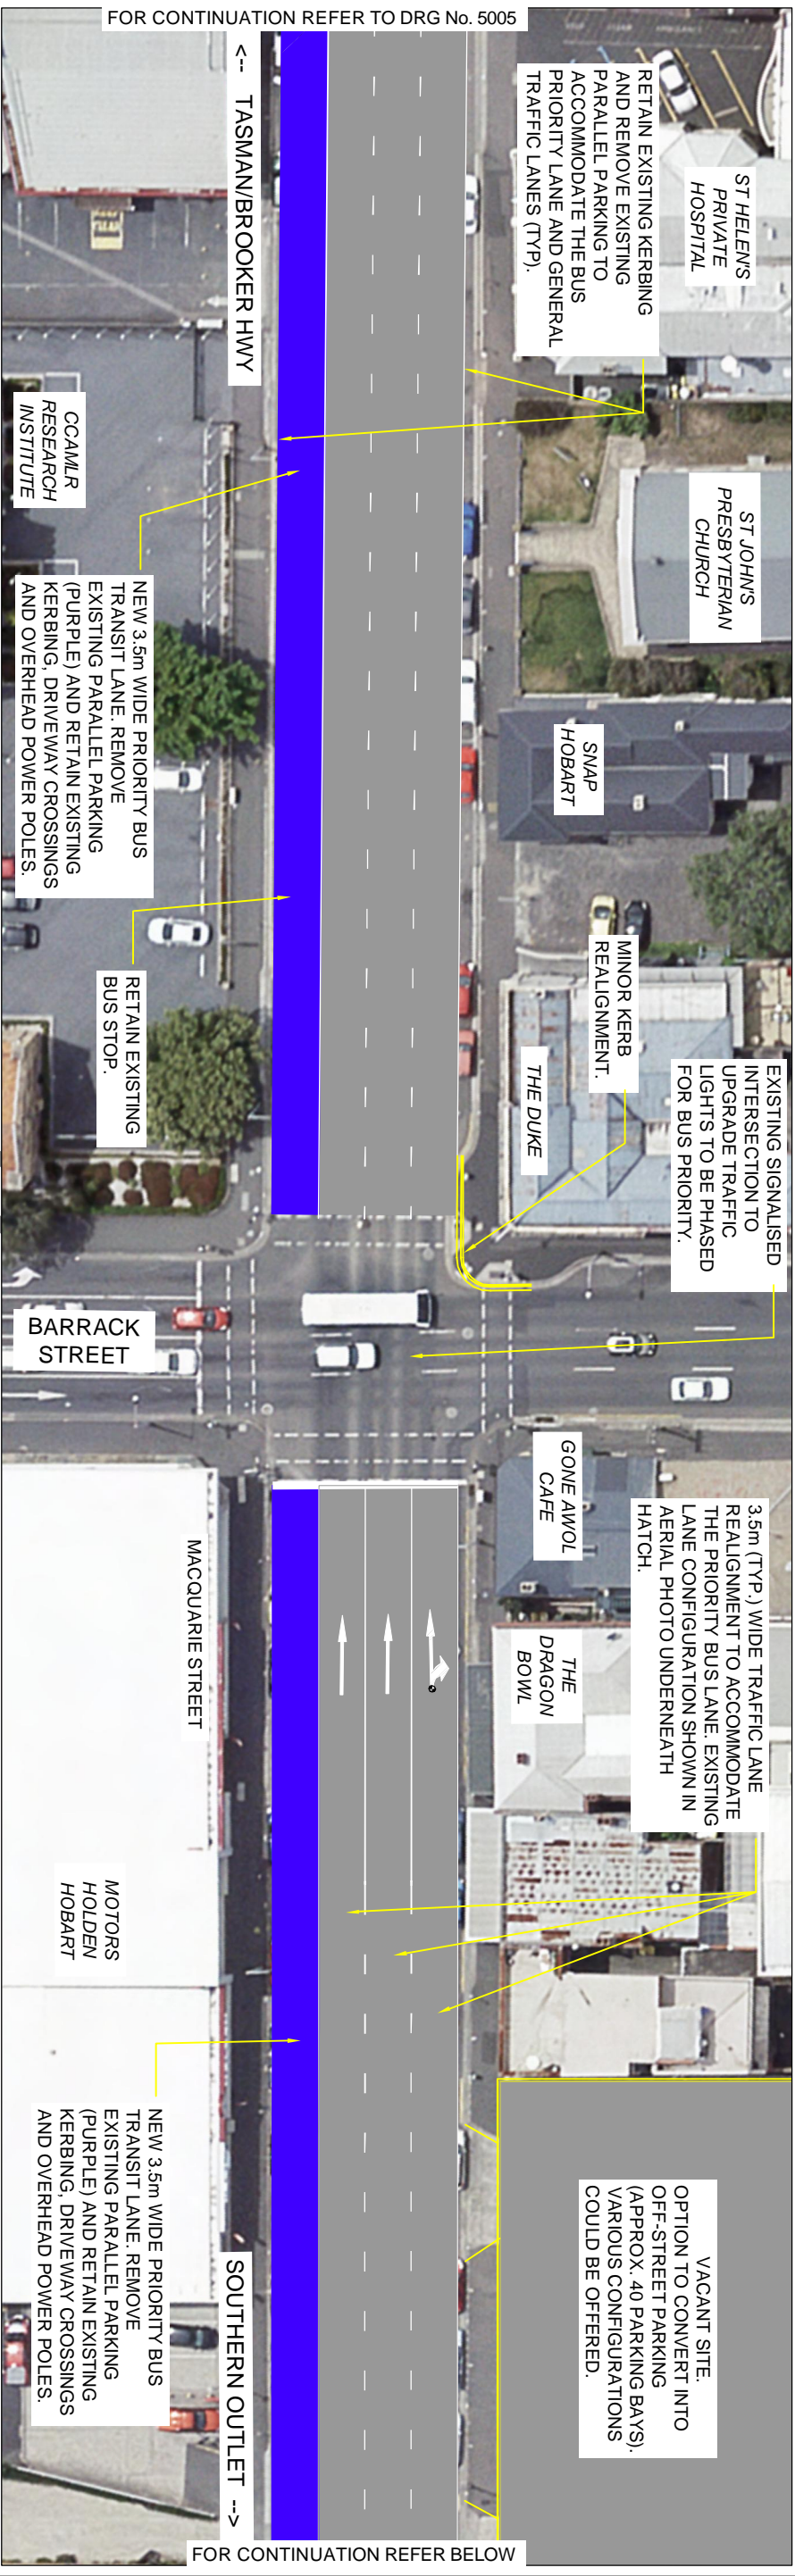 FOR CONTINUATION REFER TO DRG No. 5005
<-- TASMAN/BROOKER HWY
RETAIN EXISTING KERBING
AND REMOVE EXISTING
PARALLEL PARKING TO
ACCOMMODATE THE BUS
PRIORITY LANE AND GENERAL
TRAFFIC LANES (TYP).
ST HELEN'S
PRIVATE
HOSPITAL
CCAMLR
RESEARCH
INSTITUTE
ST JOHN'S
PRESBYTERIAN
CHURCH
NEW 3.5m WIDE PRIORITY BUS
TRANSIT LANE. REMOVE
EXISTING PARALLEL PARKING
(PURPLE) AND RETAIN EXISTING
KERBING, DRIVEWAY CROSSINGS
AND OVERHEAD POWER POLES.
SNAP
HOBART
RETAIN EXISTING
BUS STOP.
MINOR KERB
REALIGNMENT.
THE DUKE
EXISTING SIGNALISED
INTERSECTION TO
UPGRADE TRAFFIC
LIGHTS TO BE PHASED
FOR BUS PRIORITY.
BARRACK
STREET
GONE AWOL
CAFE
3.5m (TYP.) WIDE TRAFFIC LANE
REALIGNMENT TO ACCOMMODATE
THE PRIORITY BUS LANE. EXISTING
LANE CONFIGURATION SHOWN IN
AERIAL PHOTO UNDERNEATH
HATCH.
MACQUARIE STREET
THE
DRAGON
BOWL
MOTORS
HOLDEN
HOBART
NEW 3.5m WIDE PRIORITY BUS
TRANSIT LANE. REMOVE
EXISTING PARALLEL PARKING
(PURPLE) AND RETAIN EXISTING
KERBING, DRIVEWAY CROSSINGS
AND OVERHEAD POWER POLES.
VACANT SITE.
OPTION TO CONVERT INTO
OFF-STREET PARKING
(APPROX. 40 PARKING BAYS).
VARIOUS CONFIGURATIONS
COULD BE OFFERED.
SOUTHERN OUTLET -->
FOR CONTINUATION REFER BELOW